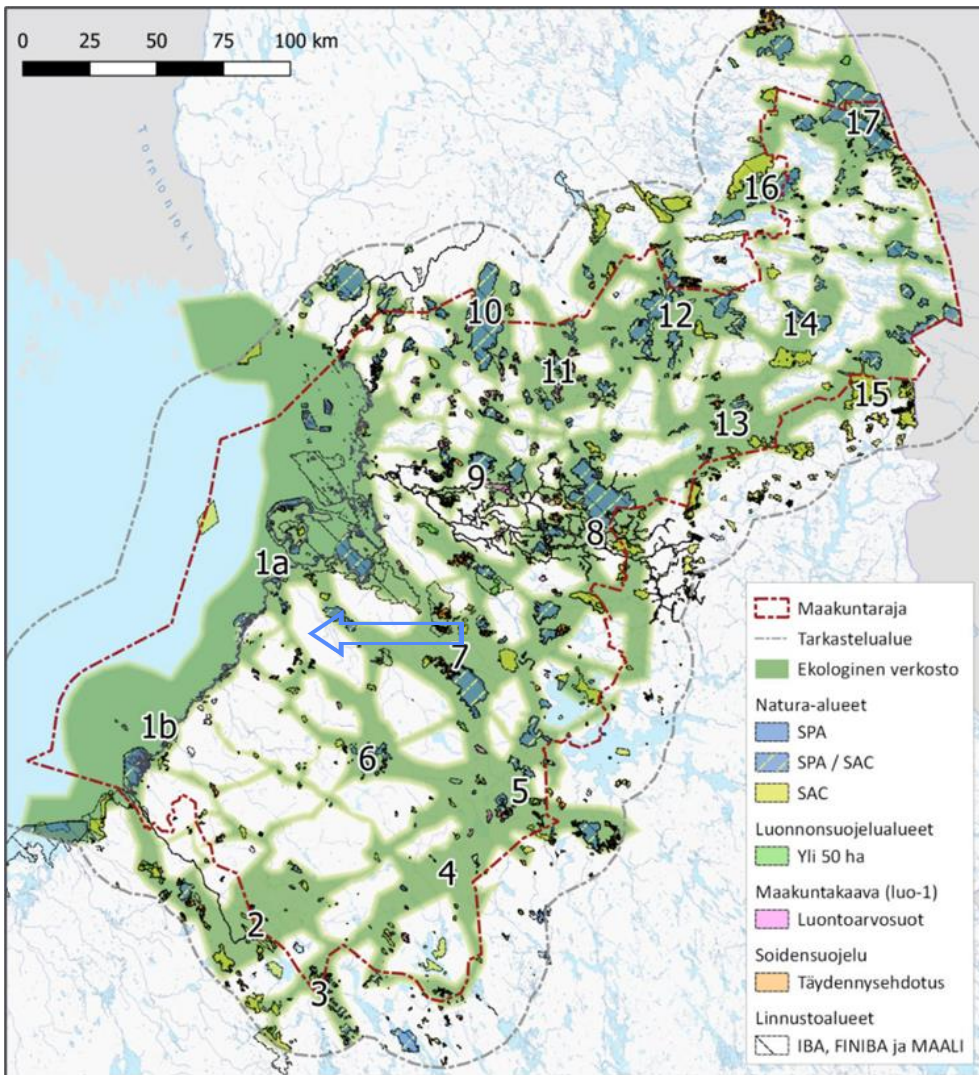 0 25 50 75 100 km
Tornionjoki
17
16
10
12
14
11
15
13
9
8
1a
7
1b
6
5
4
2
3
Maakuntaraja
Tarkastelualue
Ekologinen verkosto
Natura-alueet
SPA
SPA / SAC
SAC
Luonnonsuojelualueet
Yli 50 ha
Maakuntakaava (luo-1)
Luontoarvosuot
Soidensuojelu
Täydennysehdotus
Linnustoalueet
IBA, FINIBA ja MAALI